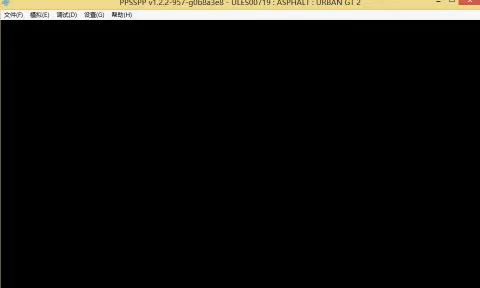 PPSSPP v1.2.2-957-g0b8a3e8 - ULES00719 : ASPHALT : URBAN GT 2
文件(F) 模拟(E) 调试(D) 设置(G) 帮助(H)